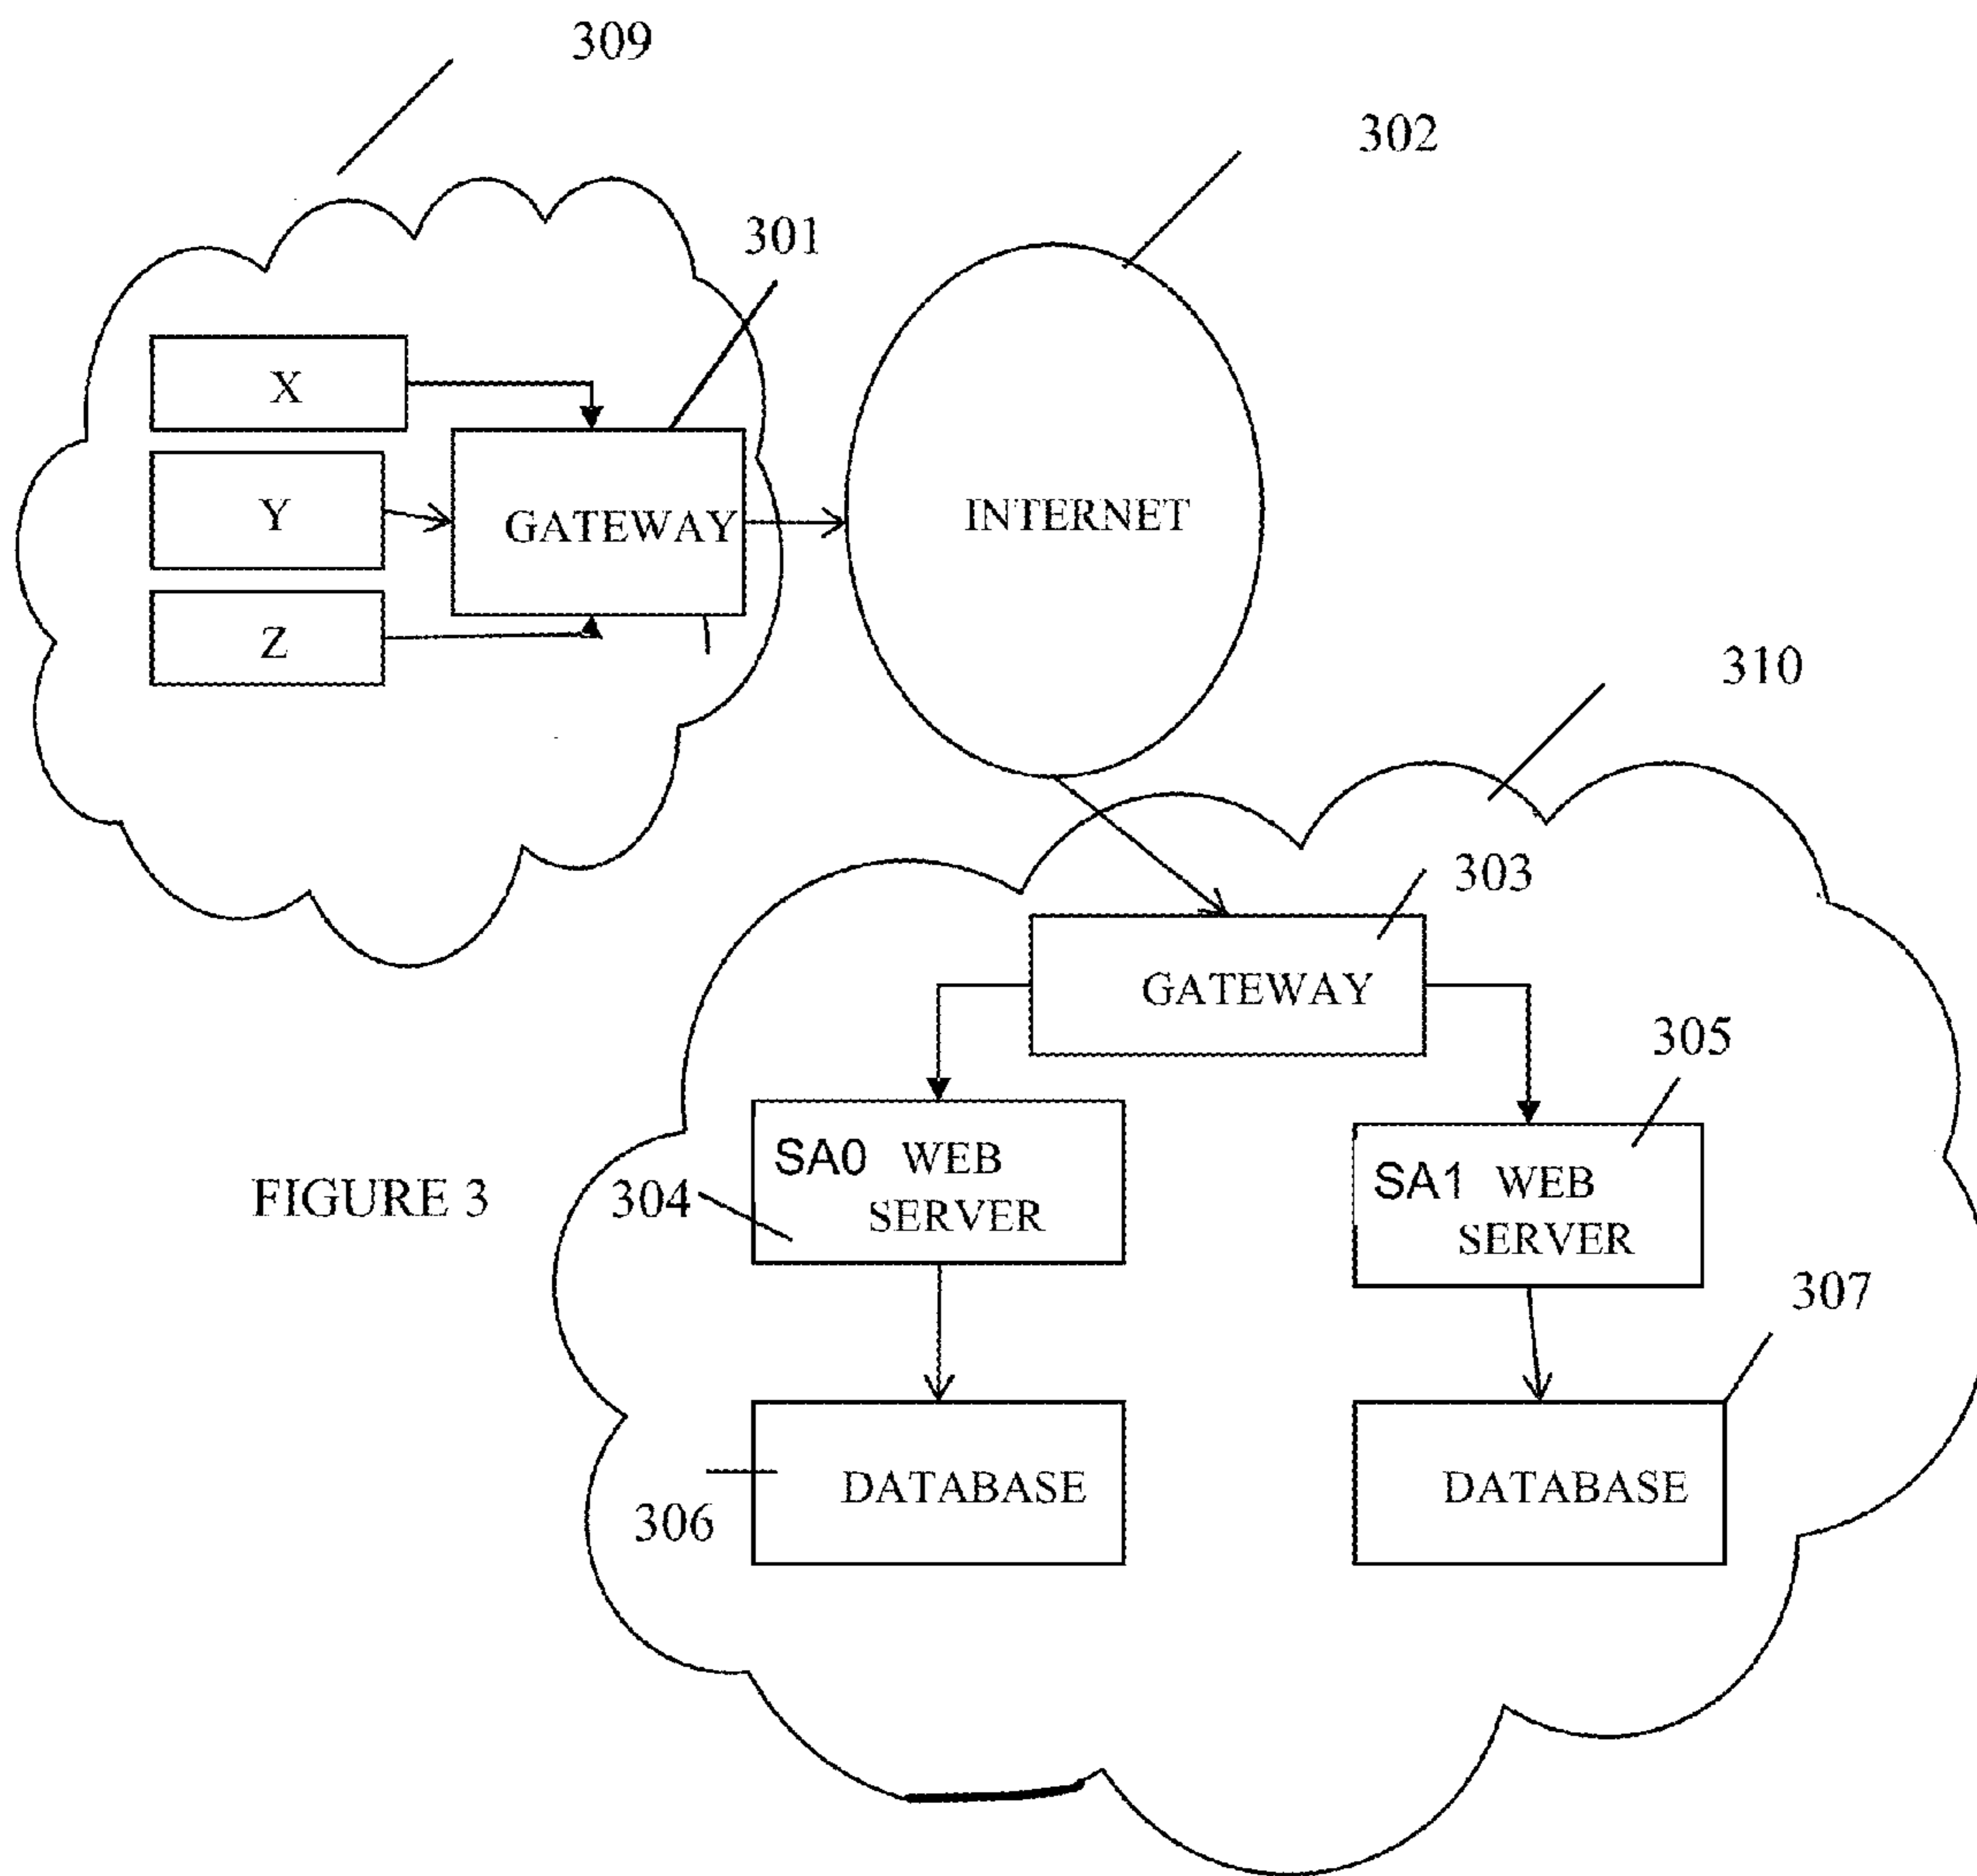 309
302
301
X
Y
GATEWAY
INTERNET
Z
310
303
GATEWAY
305
SA0 WEB
SERVER
304
SA1 WEB
SERVER
FIGURE 3
307
DATABASE
306
DATABASE